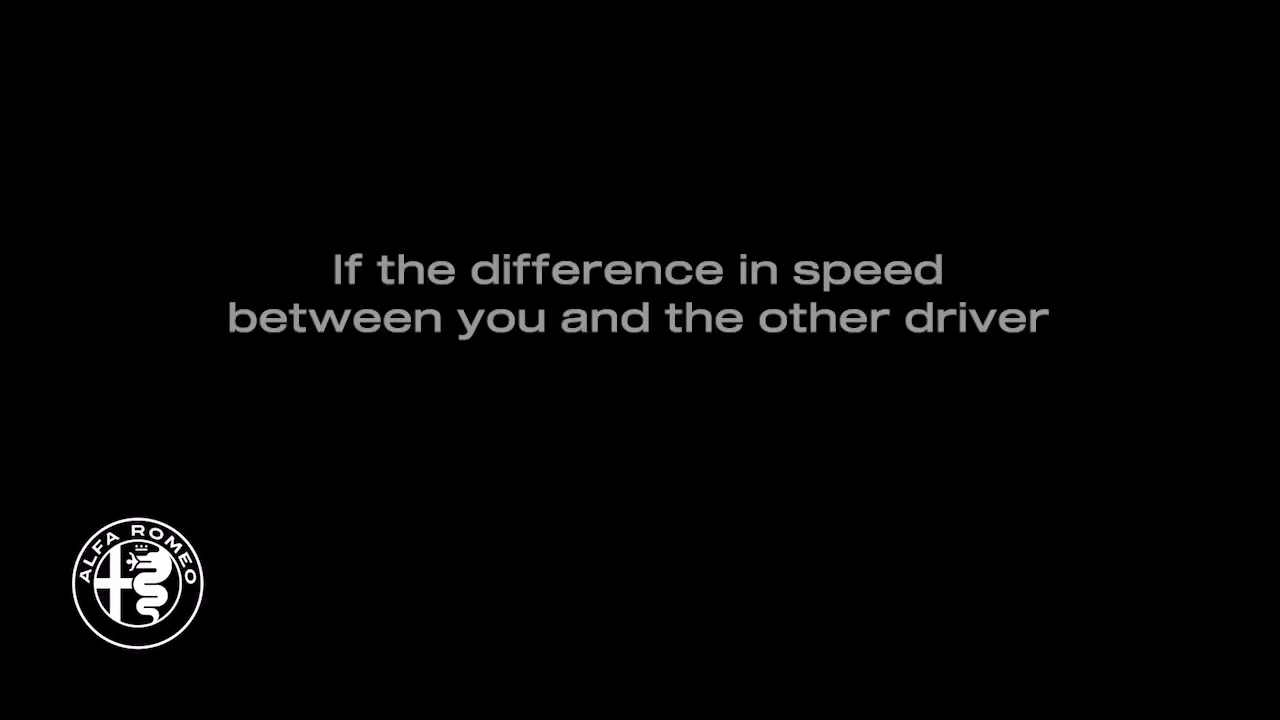 If the difference in speed
between you and the other driver
ALFA ROMEO